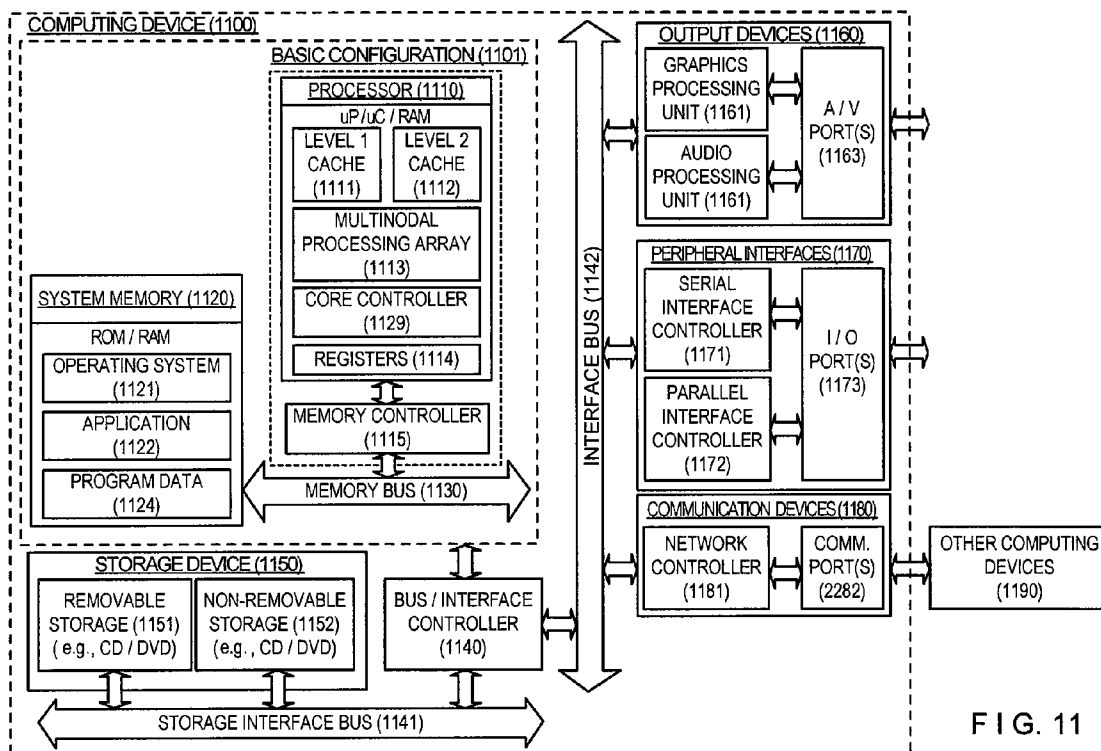 COMPUTING DEVICE (1100)
BASIC CONFIGURATION (1101)
PROCESSOR (1110)
uP/uC / RAM
LEVEL 1
CACHE
(1111)
LEVEL 2
CACHE
(1112)
MULTINODAL
PROCESSING ARRAY
(1113)
CORE CONTROLLER
(1129)
REGISTERS (1114)
MEMORY CONTROLLER
(1115)
SYSTEM MEMORY (1120)
ROM / RAM
OPERATING SYSTEM
(1121)
APPLICATION
(1122)
PROGRAM DATA
(1124)
MEMORY BUS (1130)
STORAGE DEVICE (1150)
REMOVABLE
STORAGE (1151)
( e.g., CD / DVD)
NON-REMOVABLE
STORAGE (1152)
( e.g., CD / DVD)
BUS / INTERFACE
CONTROLLER
(1140)
STORAGE INTERFACE BUS (1141)
INTERFACE BUS (1142)
OUTPUT DEVICES (1160)
GRAPHICS
PROCESSING
UNIT (1161)
AUDIO
PROCESSING
UNIT (1161)
A / V
PORT(S)
(1163)
PERIPHERAL INTERFACES (1170)
SERIAL
INTERFACE
CONTROLLER
(1171)
PARALLEL
INTERFACE
CONTROLLER
(1172)
I / O
PORT(S)
(1173)
COMMUNICATION DEVICES (1180)
NETWORK
CONTROLLER
(1181)
COMM.
PORT(S)
(2282)
OTHER COMPUTING
DEVICES
(1190)
FIG. 11